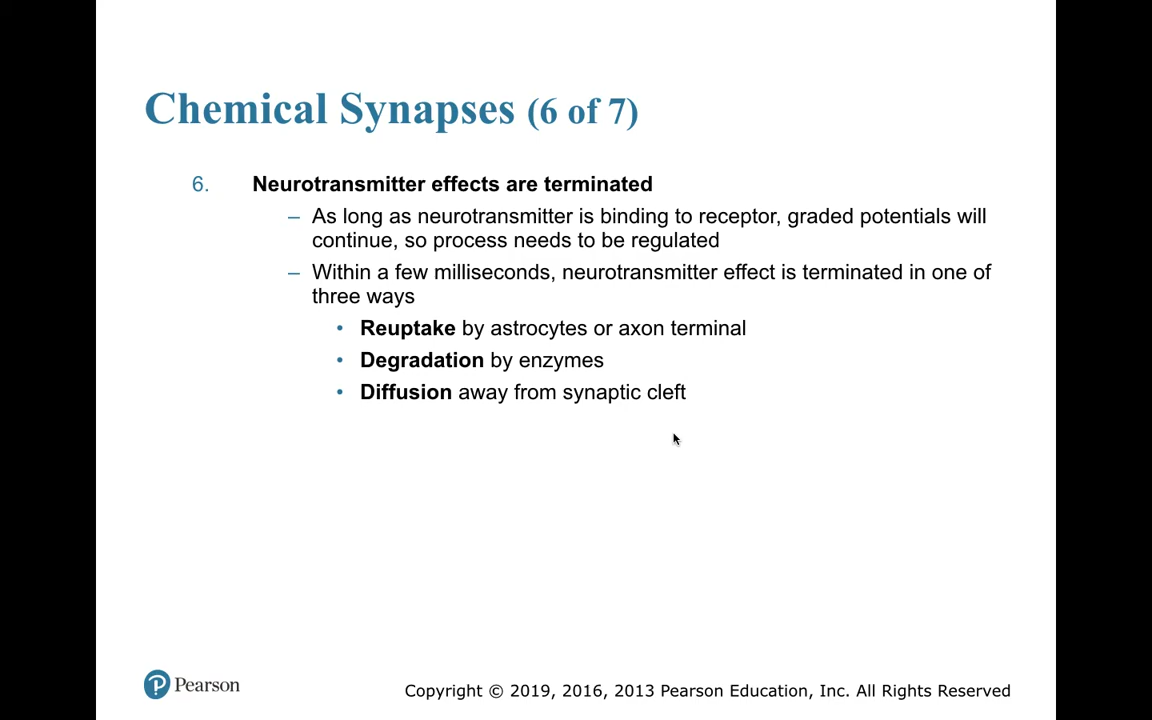 Chemical Synapses (6 of 7)
6. Neurotransmitter effects are terminated
– As long as neurotransmitter is binding to receptor, graded potentials will
continue, so process needs to be regulated
– Within a few milliseconds, neurotransmitter effect is terminated in one of
three ways
• Reuptake by astrocytes or axon terminal
• Degradation by enzymes
• Diffusion away from synaptic cleft
P Pearson
Copyright © 2019, 2016, 2013 Pearson Education, Inc. All Rights Reserved